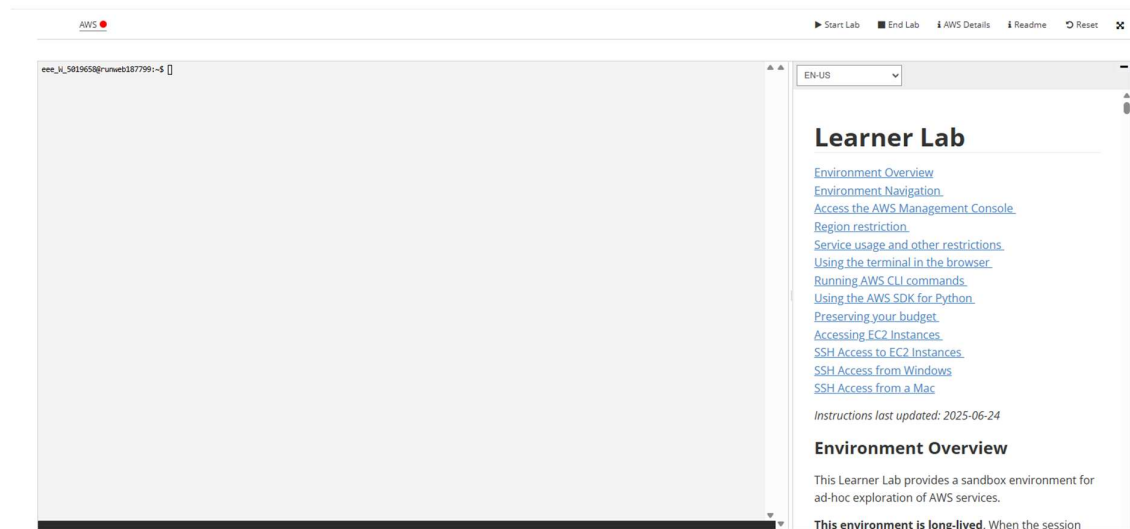 AWS
Start Lab End Lab AWS Details Readme Reset
eee_W_5019658@runweb187799:~$
EN-US
Learner Lab
Environment Overview
Environment Navigation
Access the AWS Management Console
Region restriction
Service usage and other restrictions
Using the terminal in the browser
Running AWS CLI commands
Using the AWS SDK for Python
Preserving your budget
Accessing EC2 Instances
SSH Access to EC2 Instances
SSH Access from Windows
SSH Access from a Mac
Instructions last updated: 2025-06-24
Environment Overview
This Learner Lab provides a sandbox environment for
ad-hoc exploration of AWS services.
This environment is long-lived. When the session